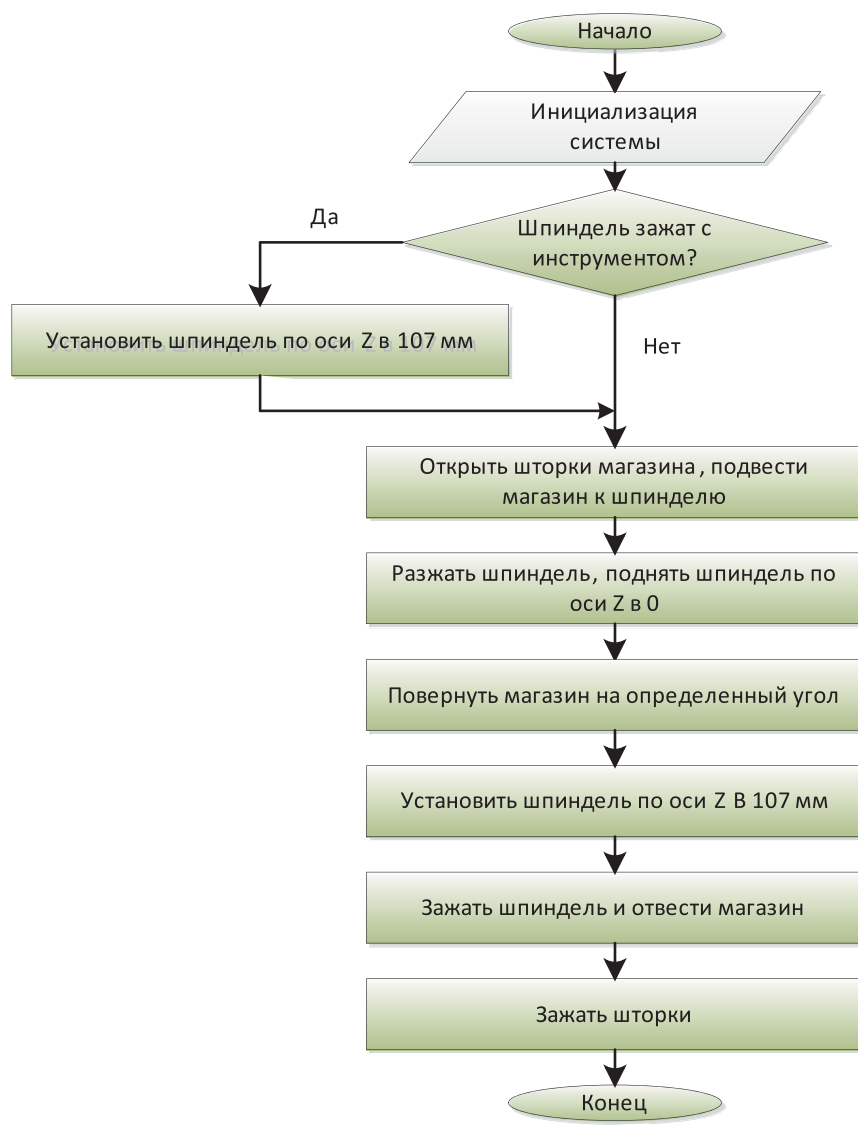 Начало
Инициализация
системы
Шпиндель зажат с
инструментом?
Да
Установить шпиндель по оси Z в 107 мм
Нет
Открыть шторки магазина, подвести
магазин к шпинделю
Разжать шпиндель, поднять шпиндель по
оси Z в 0
Повернуть магазин на определенный угол
Установить шпиндель по оси Z В 107 мм
Зажать шпиндель и отвести магазин
Зажать шторки
Конец